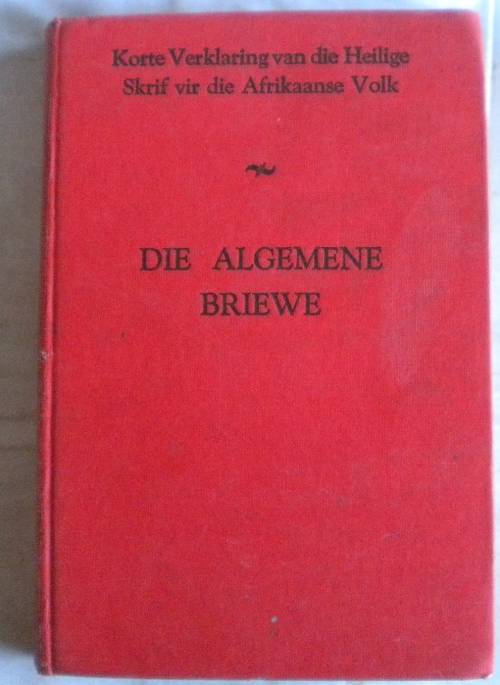 Korte Verklaring van die Heilige
Skrif vir die Afrikaanse Volk
DIE ALGEMENE
BRIEWE